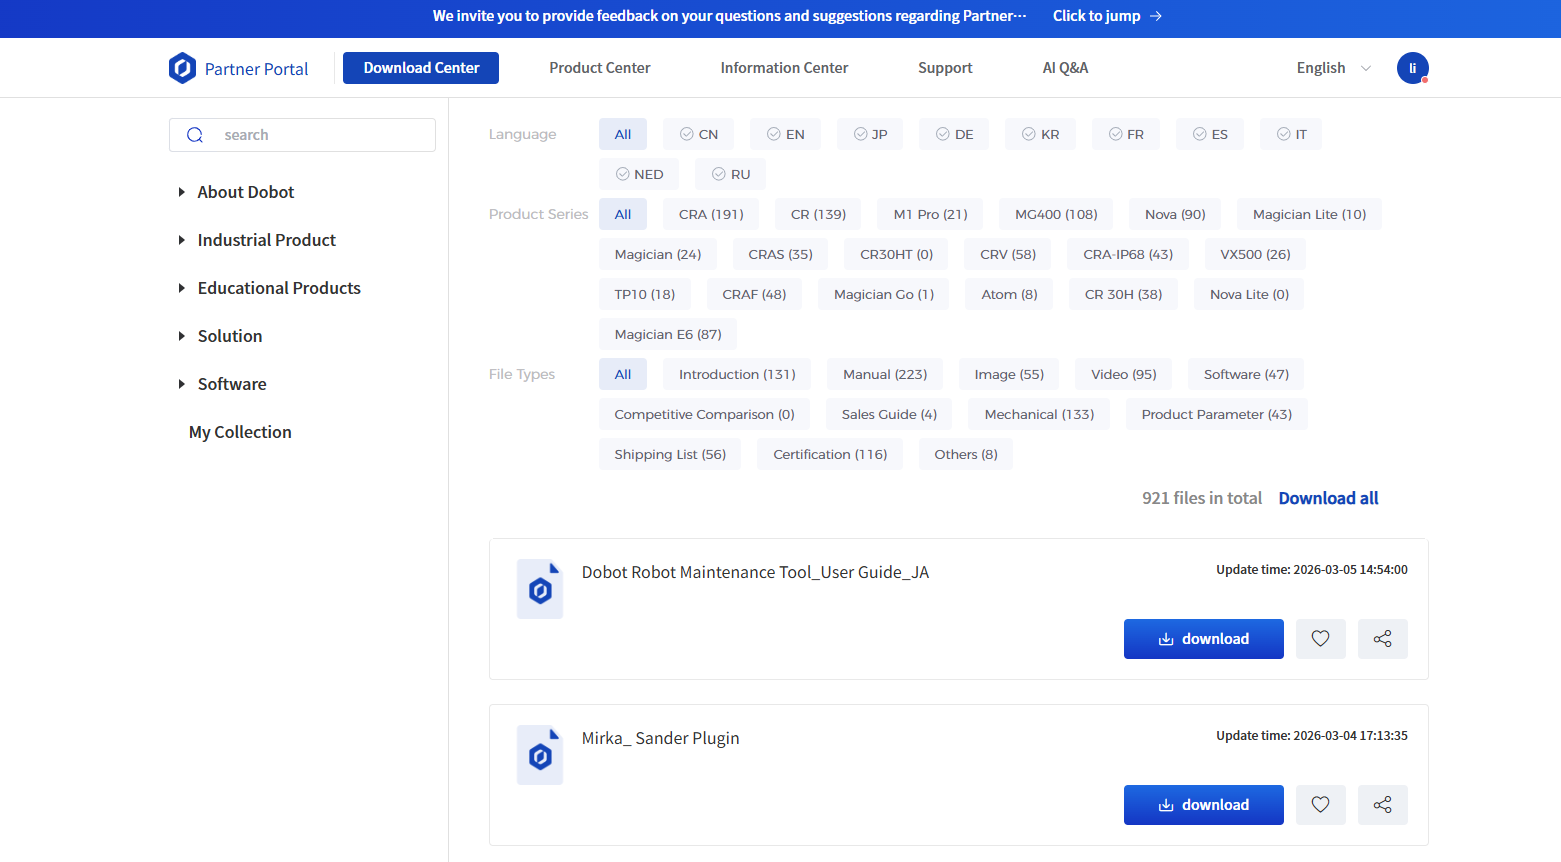 We invite you to provide feedback on your questions and suggestions regarding Partner··· Click to jump →
Partner Portal Download Center Product Center Information Center Support AI Q&A English li
search
About Dobot
Industrial Product
Educational Products
Solution
Software
My Collection
Language All CN EN JP DE KR FR ES IT
NED RU
Product Series All CRA (191) CR (139) M1 Pro (21) MG400 (108) Nova (90) Magician Lite (10)
Magician (24) CRAS (35) CR30HT (0) CRV (58) CRA-IP68 (43) VX500 (26)
TP10 (18) CRAF (48) Magician Go (1) Atom (8) CR 30H (38) Nova Lite (0)
Magician E6 (87)
File Types All Introduction (131) Manual (223) Image (55) Video (95) Software (47)
Competitive Comparison (0) Sales Guide (4) Mechanical (133) Product Parameter (43)
Shipping List (56) Certification (116) Others (8)
921 files in total Download all
Dobot Robot Maintenance Tool_User Guide_JA Update time: 2026-03-05 14:54:00
download
Mirka_ Sander Plugin Update time: 2026-03-04 17:13:35
download